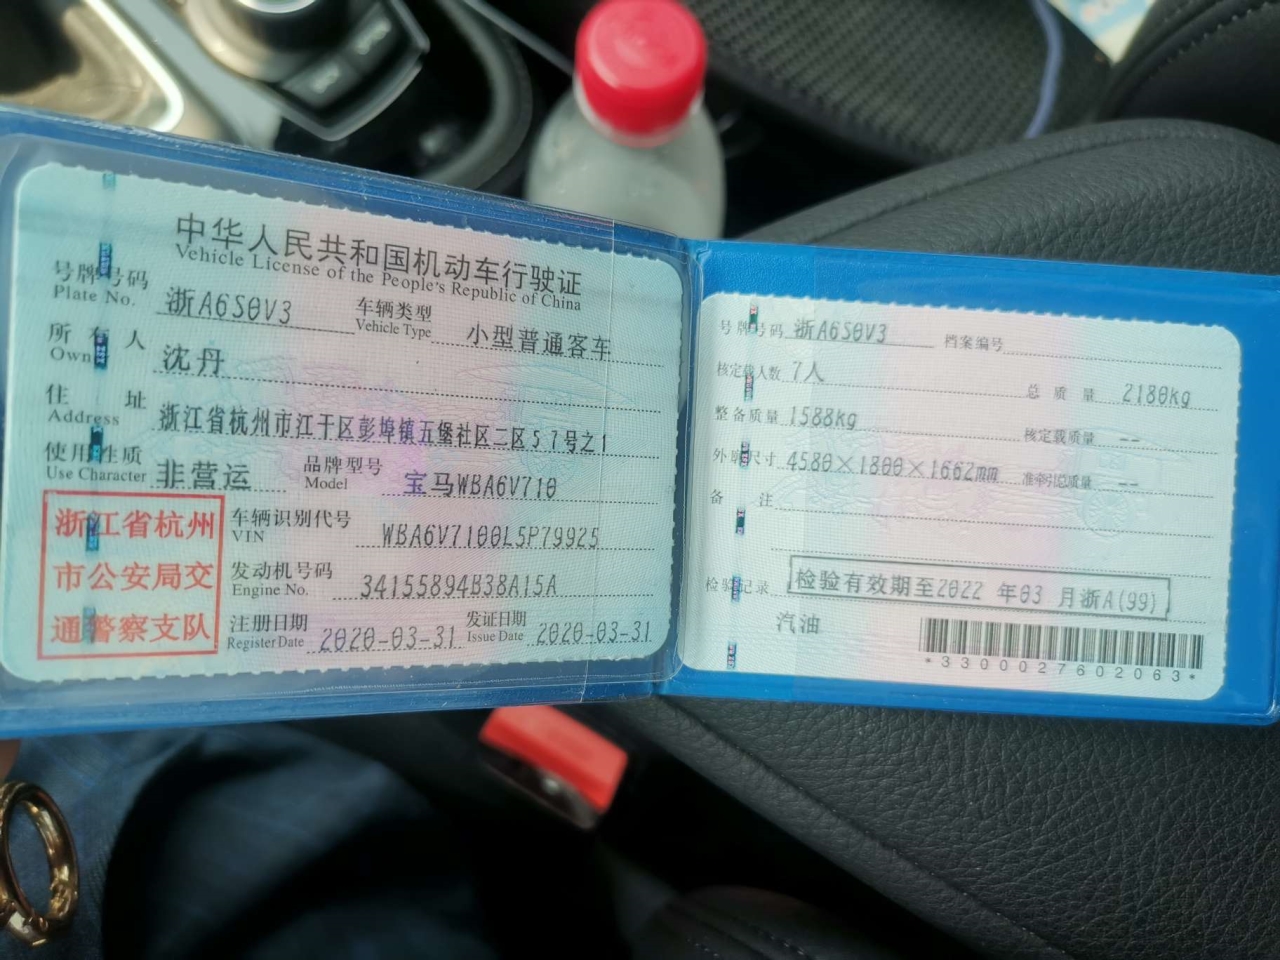 中华人民共和国机动车行驶证
Vehicle License of the People's Republic of China
号牌号码 浙A6S0V3 车辆类型 小型普通客车
Plate No. Vehicle Type
所有人 沈丹
Owner
住址 浙江省杭州市江干区彭埠镇五堡社区二区57号之1
Address
使用性质 非营运 品牌型号 宝马WBA6V710
Use Character Model
浙江省杭州
市公安局交
通警察支队
车辆识别代号 WBA6V7100L5P79925
VIN
发动机号码 34155894B38A15A
Engine No.
注册日期 2020-03-31 发证日期 2020-03-31
Register Date Issue Date
号牌号码 浙A6S0V3 档案编号
核定载人数 7人 总质量 2180kg
整备质量 1588kg 核定载质量 --
外廓尺寸 4580×1800×1662mm 准牵引总质量 --
备注
检验记录 检验有效期至2022年03月浙A(99)
汽油
*3300027602063*